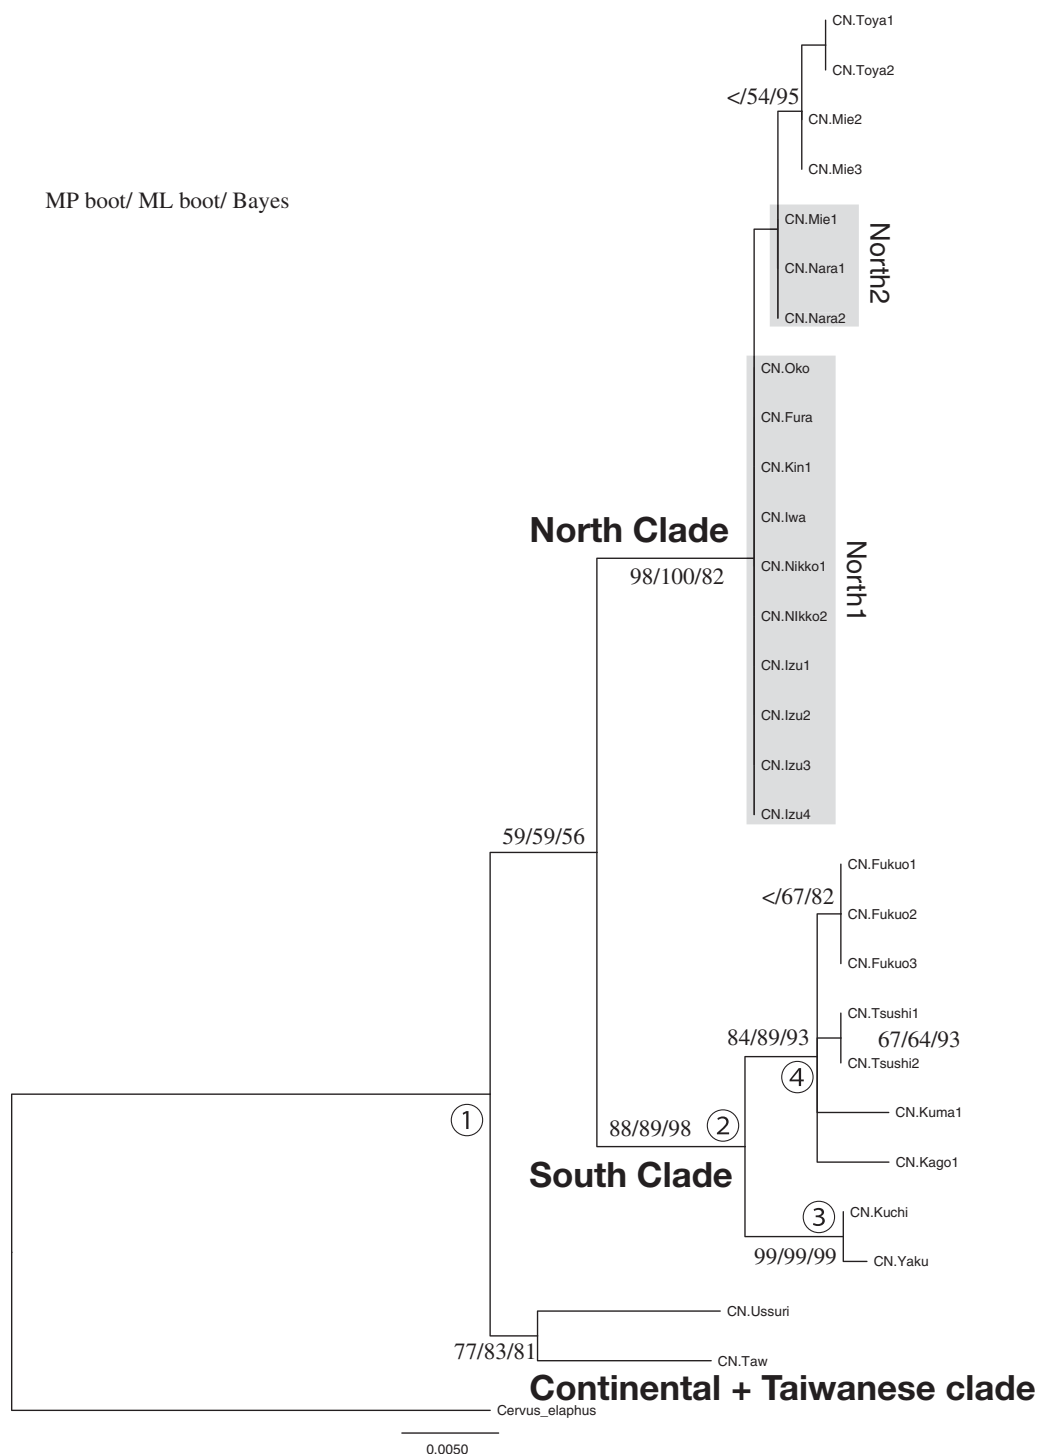 CN.Toya1
CN.Toya2
</54/95
CN.Mie2
CN.Mie3
MP boot/ ML boot/ Bayes
CN.Mie1
CN.Nara1
CN.Nara2
North2
CN.Oko
CN.Fura
CN.Kin1
CN.Iwa
North Clade
98/100/82
CN.Nikko1
CN.NIkko2
North1
CN.Izu1
CN.Izu2
CN.Izu3
CN.Izu4
59/59/56
CN.Fukuo1
</67/82
CN.Fukuo2
CN.Fukuo3
CN.Tsushi1
84/89/93
67/64/93
CN.Tsushi2
④
CN.Kuma1
①
88/89/98
②
CN.Kago1
South Clade
③
CN.Kuchi
99/99/99
CN.Yaku
CN.Ussuri
77/83/81
CN.Taw
Continental + Taiwanese clade
Cervus_elaphus
0.0050